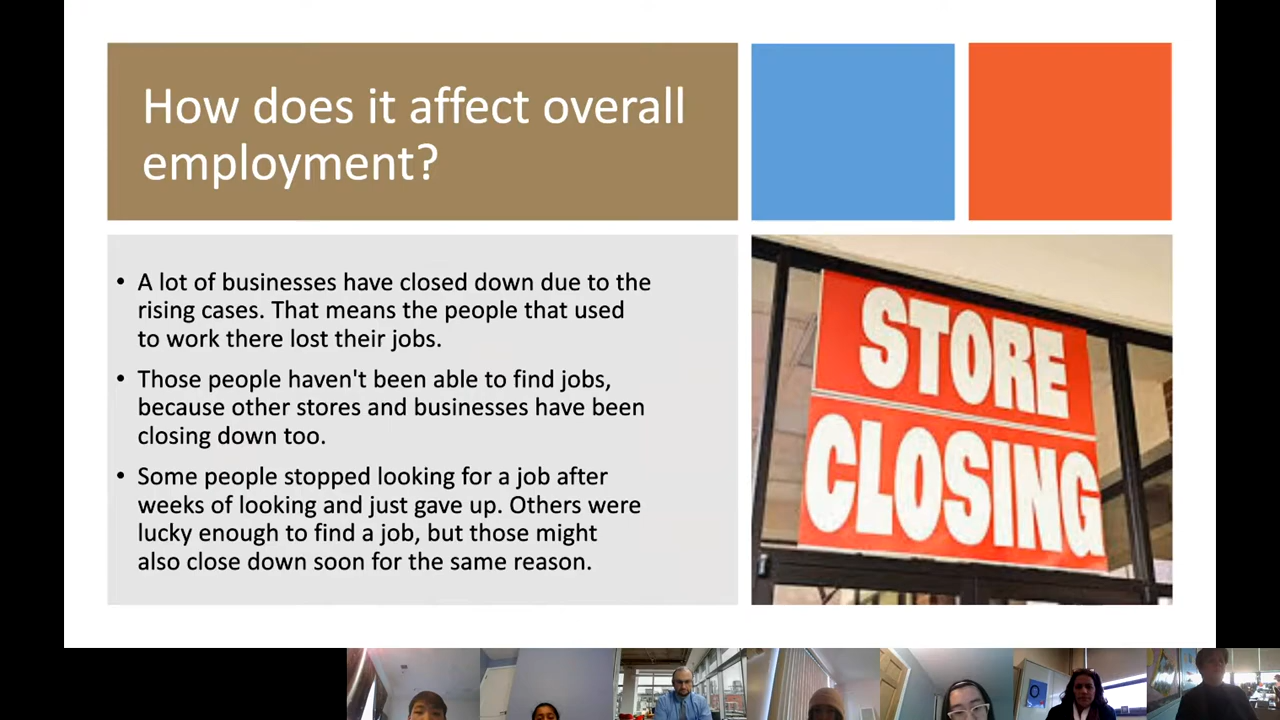 How does it affect overall
employment?
• A lot of businesses have closed down due to the
rising cases. That means the people that used
to work there lost their jobs.
• Those people haven't been able to find jobs,
because other stores and businesses have been
closing down too.
• Some people stopped looking for a job after
weeks of looking and just gave up. Others were
lucky enough to find a job, but those might
also close down soon for the same reason.
STORE
CLOSING